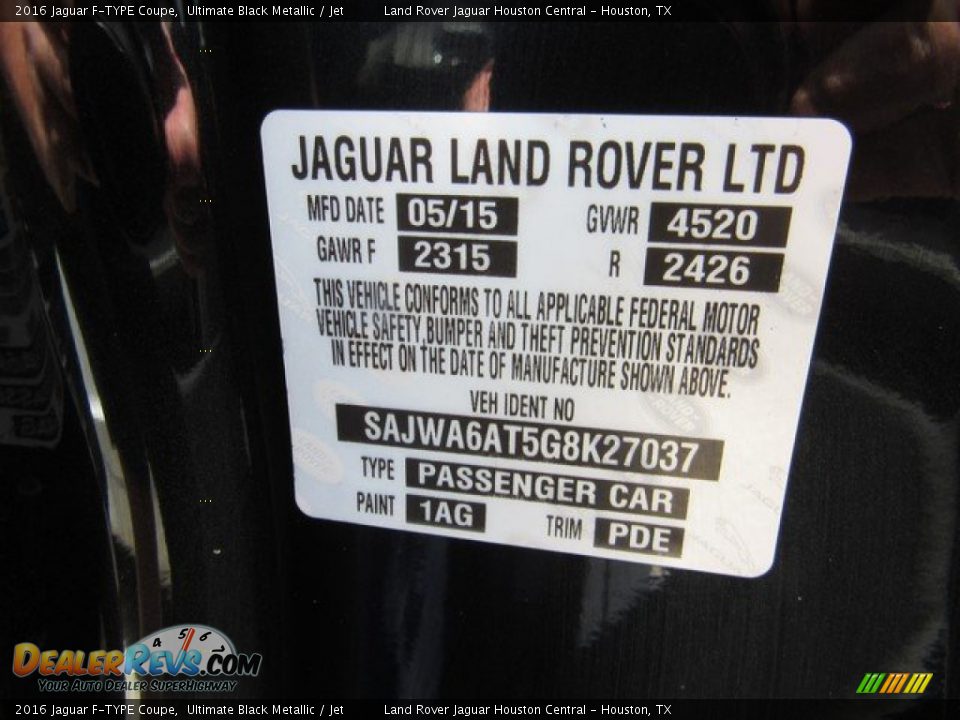 2016 Jaguar F-TYPE Coupe, Ultimate Black Metallic / Jet Land Rover Jaguar Houston Central - Houston, TX
JAGUAR LAND ROVER LTD
MFD DATE 05/15 GVWR 4520
GAWR F 2315 R 2426
THIS VEHICLE CONFORMS TO ALL APPLICABLE FEDERAL MOTOR
VEHICLE SAFETY,BUMPER AND THEFT PREVENTION STANDARDS
IN EFFECT ON THE DATE OF MANUFACTURE SHOWN ABOVE.
VEH IDENT NO
SAJWA6AT5G8K27037
TYPE PASSENGER CAR
PAINT 1AG TRIM PDE
4 5 6
DEALERREVS.COM
YOUR AUTO DEALER SUPERHIGHWAY
2016 Jaguar F-TYPE Coupe, Ultimate Black Metallic / Jet Land Rover Jaguar Houston Central - Houston, TX